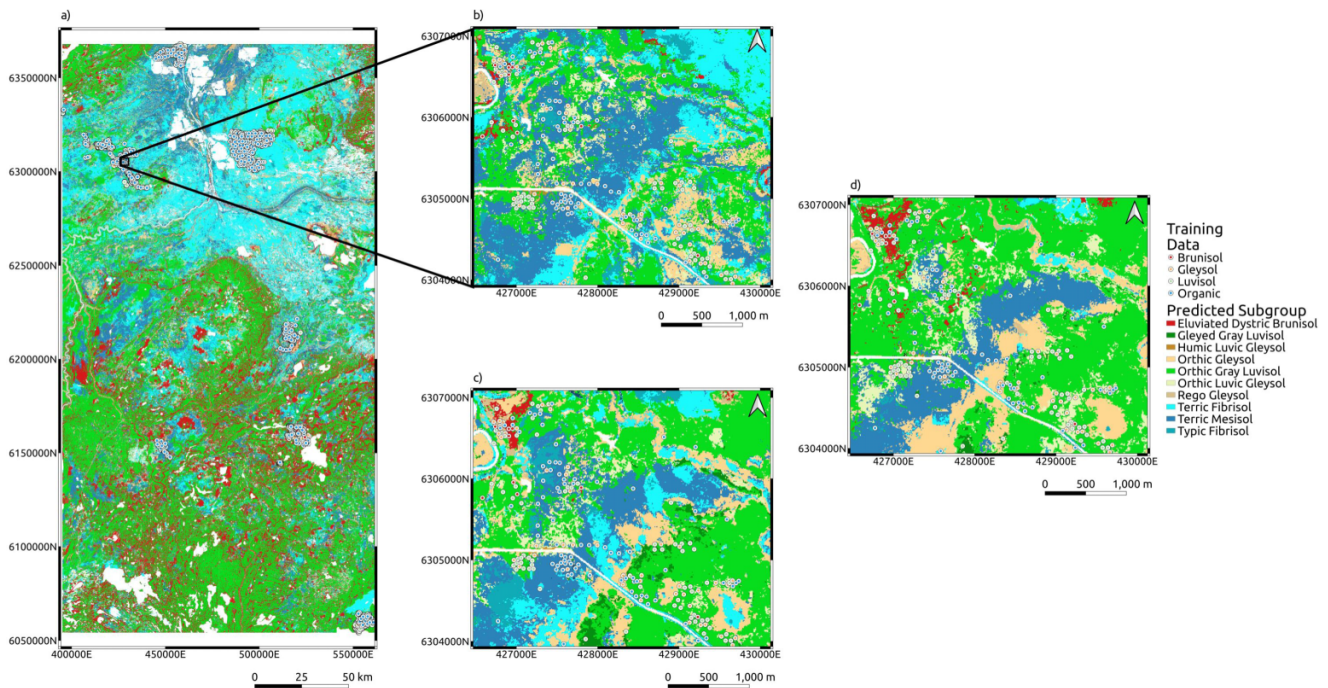 a)
6350000N
6300000N
6250000N
6200000N
6150000N
6100000N
6050000N
400000E 450000E 500000E 550000E
0 25 50 km
b)
6307000N
6306000N
6305000N
6304000N
427000E 428000E 429000E 430000E
0 500 1,000 m
c)
6307000N
6306000N
6305000N
6304000N
427000E 428000E 429000E 430000E
0 500 1,000 m
d)
6307000N
6306000N
6305000N
6304000N
427000E 428000E 429000E 430000E
0 500 1,000 m
Training
Data
Brunisol
Gleysol
Luvisol
Organic
Predicted Subgroup
Eluviated Dystric Brunisol
Gleyed Gray Luvisol
Humic Luvic Gleysol
Orthic Gleysol
Orthic Gray Luvisol
Orthic Luvic Gleysol
Rego Gleysol
Terric Fibrisol
Terric Mesisol
Typic Fibrisol